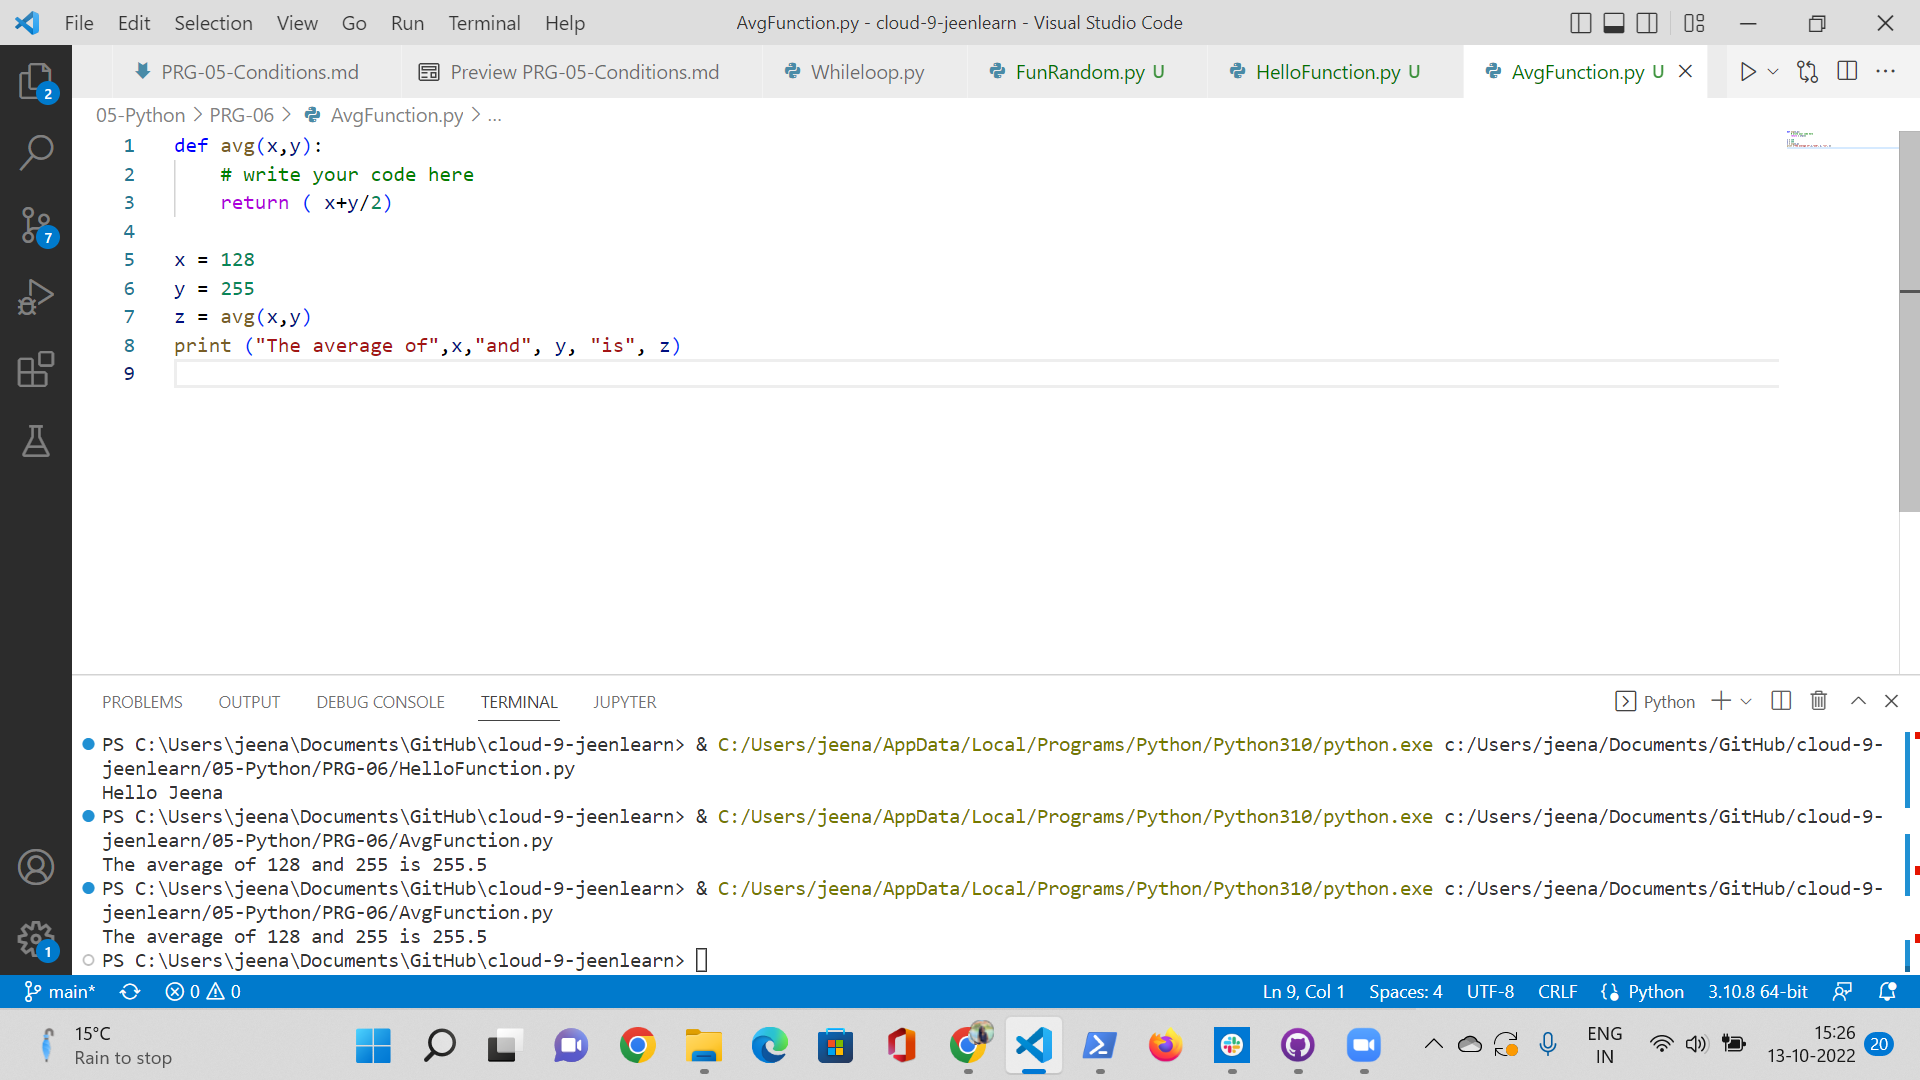 File Edit Selection View Go Run Terminal Help AvgFunction.py - cloud-9-jeenlearn - Visual Studio Code
PRG-05-Conditions.md Preview PRG-05-Conditions.md Whileloop.py FunRandom.py U HelloFunction.py U AvgFunction.py U
2
05-Python > PRG-06 > AvgFunction.py > ...
1 def avg(x,y):
2 # write your code here
3 return ( x+y/2)
4
7
5 x = 128
6 y = 255
7 z = avg(x,y)
8 print ("The average of",x,"and", y, "is", z)
9
PROBLEMS OUTPUT DEBUG CONSOLE TERMINAL JUPYTER Python
PS C:\Users\jeena\Documents\GitHub\cloud-9-jeenlearn> & C:/Users/jeena/AppData/Local/Programs/Python/Python310/python.exe c:/Users/jeena/Documents/GitHub/cloud-9-
jeenlearn/05-Python/PRG-06/HelloFunction.py
Hello Jeena
PS C:\Users\jeena\Documents\GitHub\cloud-9-jeenlearn> & C:/Users/jeena/AppData/Local/Programs/Python/Python310/python.exe c:/Users/jeena/Documents/GitHub/cloud-9-
jeenlearn/05-Python/PRG-06/AvgFunction.py
The average of 128 and 255 is 255.5
PS C:\Users\jeena\Documents\GitHub\cloud-9-jeenlearn> & C:/Users/jeena/AppData/Local/Programs/Python/Python310/python.exe c:/Users/jeena/Documents/GitHub/cloud-9-
jeenlearn/05-Python/PRG-06/AvgFunction.py
The average of 128 and 255 is 255.5
1
PS C:\Users\jeena\Documents\GitHub\cloud-9-jeenlearn>
main* 0 0 Ln 9, Col 1 Spaces: 4 UTF-8 CRLF Python 3.10.8 64-bit
15°C
Rain to stop
ENG
IN
15:26
13-10-2022
20